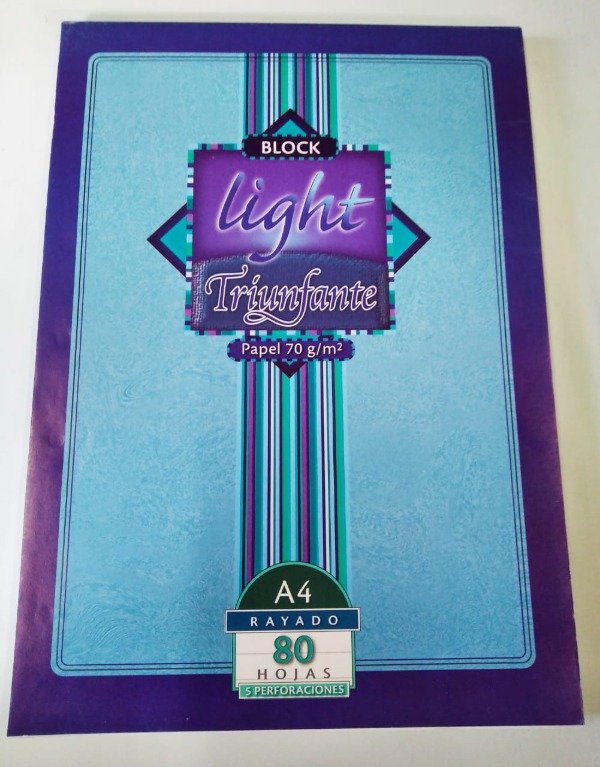 BLOCK
light
Triunfante
Papel 70 g/m²
A4
RAYADO
80
HOJAS
5 PERFORACIONES